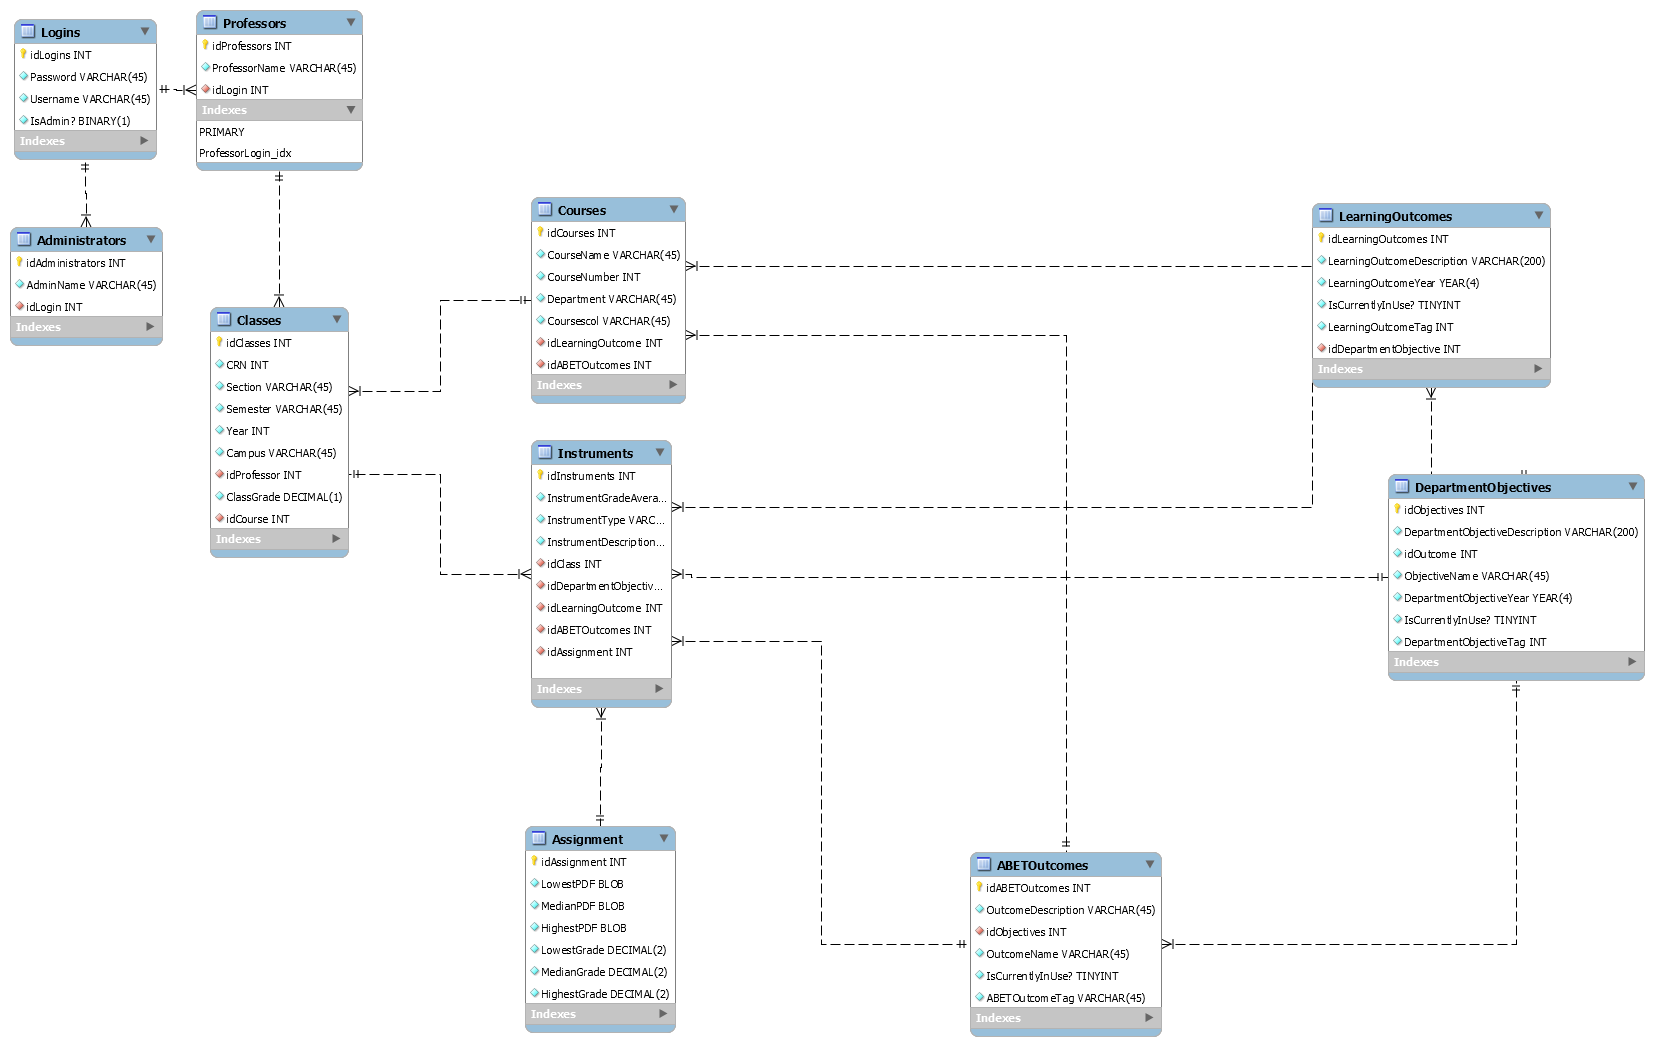 Logins
idLogins INT
Password VARCHAR(45)
Username VARCHAR(45)
IsAdmin? BINARY(1)
Indexes
Professors
idProfessors INT
ProfessorName VARCHAR(45)
idLogin INT
Indexes
PRIMARY
ProfessorLogin_idx
Administrators
idAdministrators INT
AdminName VARCHAR(45)
idLogin INT
Indexes
Classes
idClasses INT
CRN INT
Section VARCHAR(45)
Semester VARCHAR(45)
Year INT
Campus VARCHAR(45)
idProfessor INT
ClassGrade DECIMAL(1)
idCourse INT
Indexes
Courses
idCourses INT
CourseName VARCHAR(45)
CourseNumber INT
Department VARCHAR(45)
Coursescol VARCHAR(45)
idLearningOutcome INT
idABETOutcomes INT
Indexes
Instruments
idInstruments INT
InstrumentGradeAvera...
InstrumentType VARC...
InstrumentDescription...
idClass INT
idDepartmentObjectiv...
idLearningOutcome INT
idABETOutcomes INT
idAssignment INT
Indexes
Assignment
idAssignment INT
LowestPDF BLOB
MedianPDF BLOB
HighestPDF BLOB
LowestGrade DECIMAL(2)
MedianGrade DECIMAL(2)
HighestGrade DECIMAL(2)
Indexes
LearningOutcomes
idLearningOutcomes INT
LearningOutcomeDescription VARCHAR(200)
LearningOutcomeYear YEAR(4)
IsCurrentlyInUse? TINYINT
LearningOutcomeTag INT
idDepartmentObjective INT
Indexes
DepartmentObjectives
idObjectives INT
DepartmentObjectiveDescription VARCHAR(200)
idOutcome INT
ObjectiveName VARCHAR(45)
DepartmentObjectiveYear YEAR(4)
IsCurrentlyInUse? TINYINT
DepartmentObjectiveTag INT
Indexes
ABETOutcomes
idABETOutcomes INT
OutcomeDescription VARCHAR(45)
idObjectives INT
OutcomeName VARCHAR(45)
IsCurrentlyInUse? TINYINT
ABETOutcomeTag VARCHAR(45)
Indexes